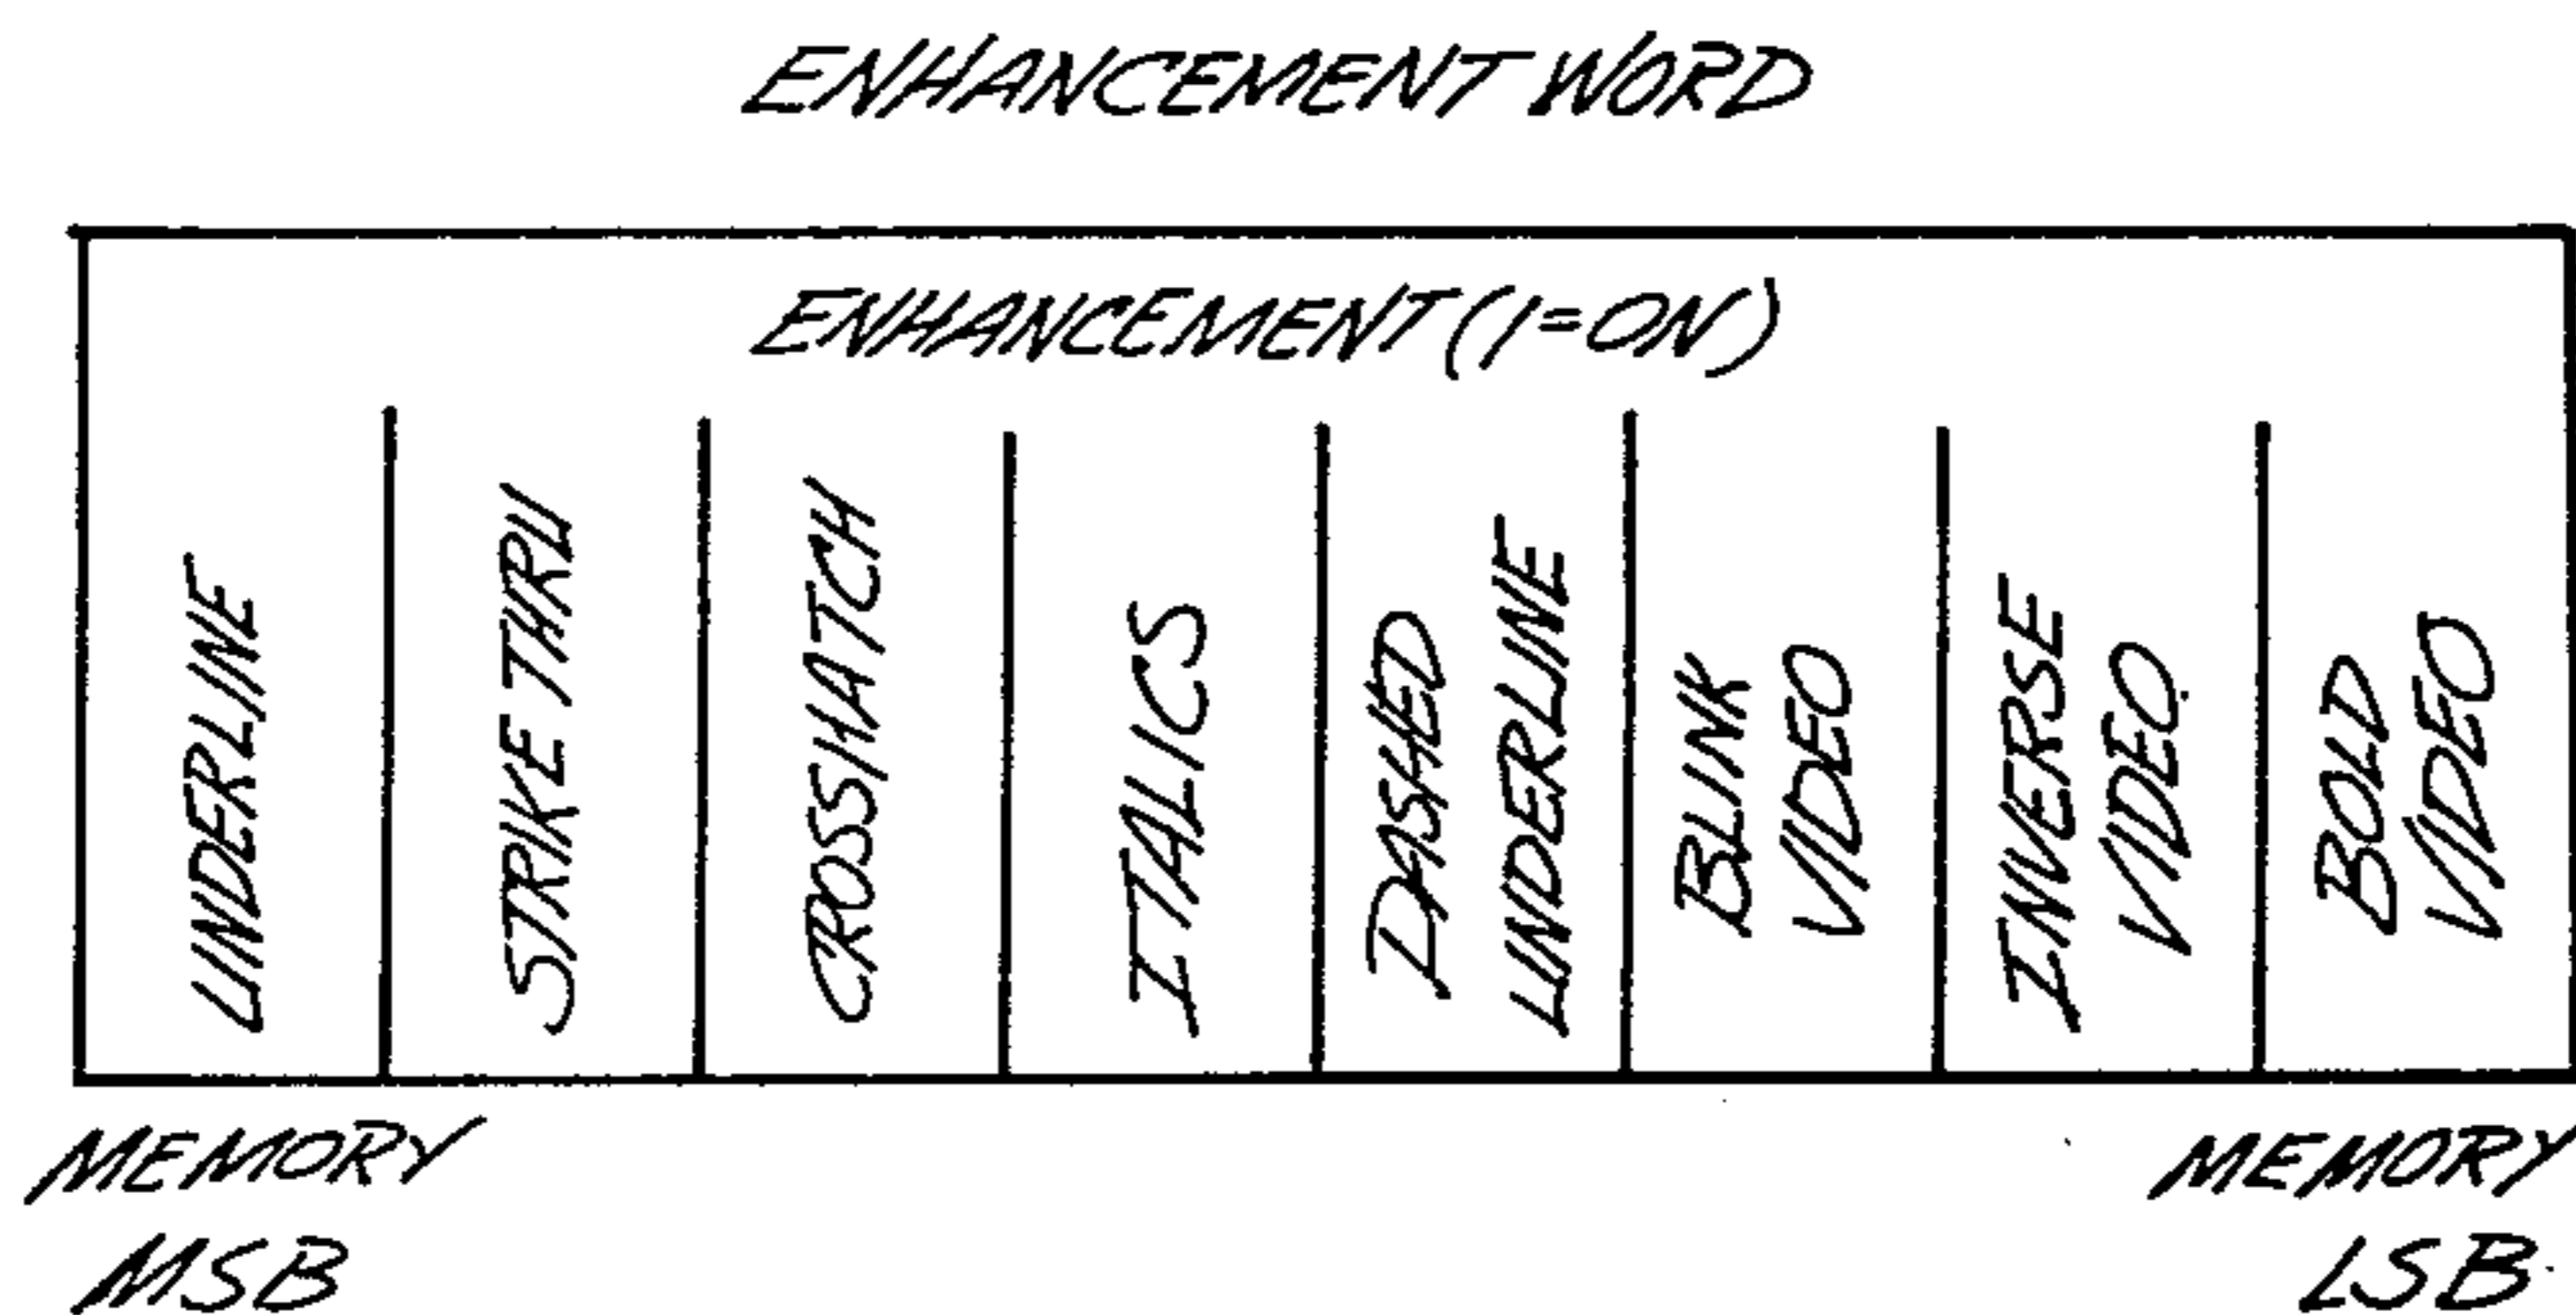 ENHANCEMENT WORD
ENHANCEMENT (1=ON)
UNDERLINE
STRIKE THRU
CROSSHATCH
ITALICS
DASHED
UNDERLINE
BLINK
VIDEO
INVERSE
VIDEO
BOLD
VIDEO
MEMORY
MSB
MEMORY
LSB